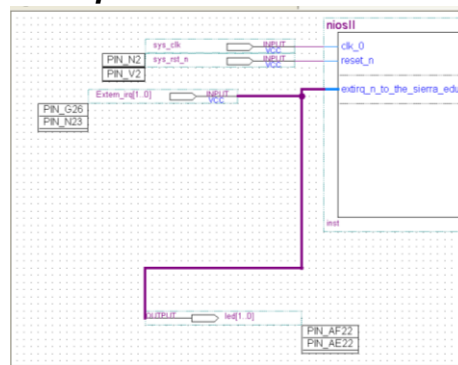 niosII
sys_clk INPUT VCC clk_0
PIN_N2 sys_rst_n INPUT VCC reset_n
PIN_V2
Extern_irq[1..0] INPUT VCC extirq_n_to_the_sierra_edu
PIN_G26
PIN_N23
inst
OUTPUT led[1..0]
PIN_AF22
PIN_AE22